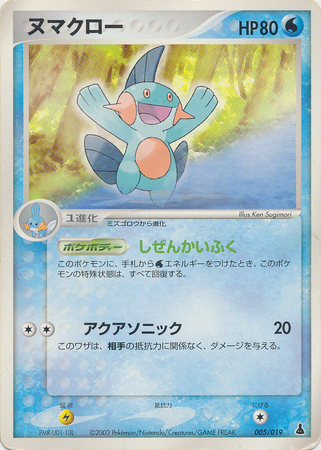 ヌマクロー HP80
Illus.Ken Sugimori
1進化 ミズゴロウから進化
ポケボディー しぜんかいふく
このポケモンに、手札から エネルギーをつけたとき、このポケ
モンの特殊状態は、すべて回復する。
アクアソニック 20
このワザは、相手の抵抗力に関係なく、ダメージを与える。
弱点 抵抗力 にげる
PMR-U01-13L ©2003 Pokémon/Nintendo/Creatures/GAME FREAK. 005/019